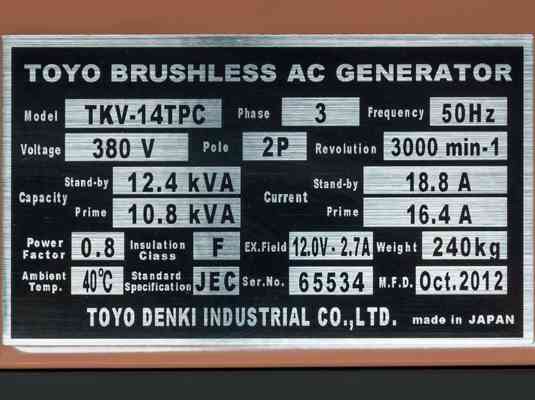 TOYO BRUSHLESS AC GENERATOR
Model TKV-14TPC Phase 3 Frequency 50Hz
Voltage 380 V Pole 2P Revolution 3000 min-1
Capacity Stand-by 12.4 kVA Current Stand-by 18.8 A
Prime 10.8 kVA Prime 16.4 A
Power Factor 0.8 Insulation Class F EX.Field 12.0V - 2.7A Weight 240kg
Ambient Temp. 40°C Standard Specification JEC Ser.No. 65534 M.F.D. Oct.2012
TOYO DENKI INDUSTRIAL CO.,LTD. made in JAPAN